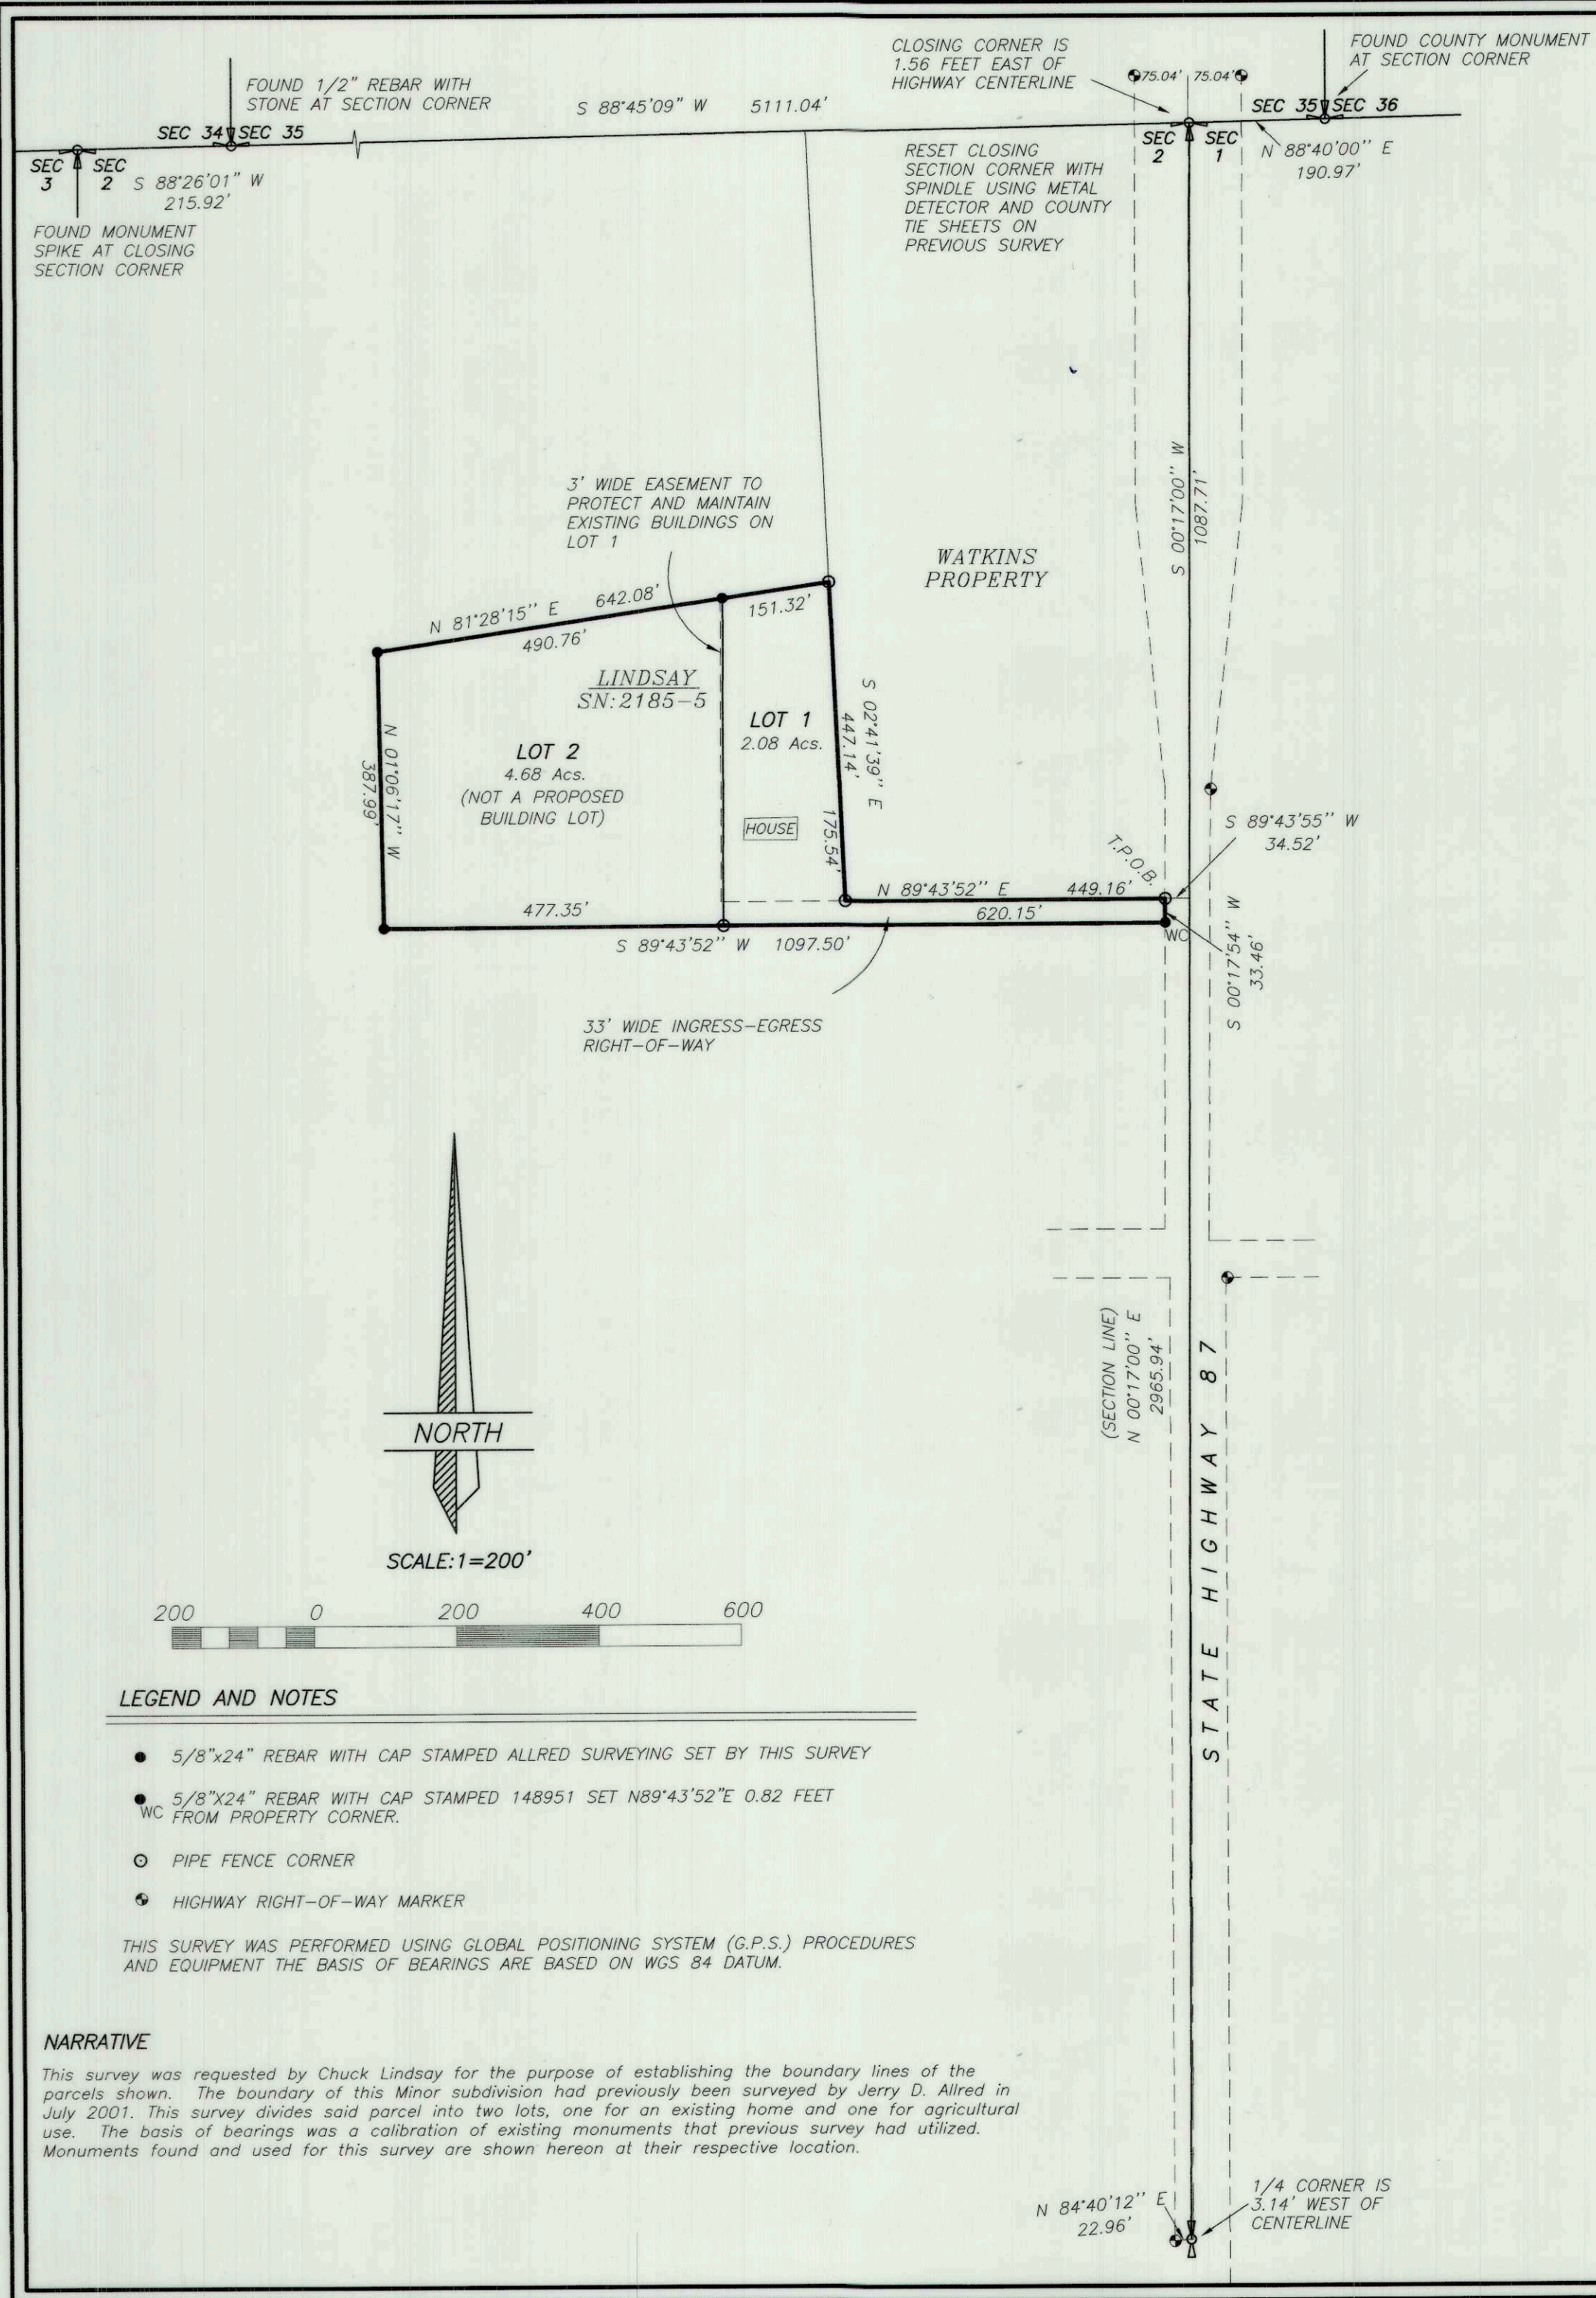 CLOSING CORNER IS
1.56 FEET EAST OF
HIGHWAY CENTERLINE
75.04' 75.04'
FOUND COUNTY MONUMENT
AT SECTION CORNER
FOUND 1/2" REBAR WITH
STONE AT SECTION CORNER
S 88°45'09" W 5111.04'
SEC 34 SEC 35
SEC 35 SEC 36
SEC
3
SEC
2
S 88°26'01" W
215.92'
FOUND MONUMENT
SPIKE AT CLOSING
SECTION CORNER
SEC
2
SEC
1
N 88°40'00" E
190.97'
RESET CLOSING
SECTION CORNER WITH
SPINDLE USING METAL
DETECTOR AND COUNTY
TIE SHEETS ON
PREVIOUS SURVEY
S 00°17'00" W
1087.71'
3' WIDE EASEMENT TO
PROTECT AND MAINTAIN
EXISTING BUILDINGS ON
LOT 1
WATKINS
PROPERTY
N 81°28'15" E 642.08'
490.76'
151.32'
LINDSAY
SN:2185-5
LOT 1
2.08 Acs.
LOT 2
4.68 Acs.
(NOT A PROPOSED
BUILDING LOT)
N 01°06'17" W
387.99'
S 02°41'39" E
447.14'
175.54'
HOUSE
T.P.O.B.
S 89°43'55" W
34.52'
N 89°43'52" E 449.16'
477.35'
620.15'
S 89°43'52" W 1097.50'
WC
S 00°17'54" W
33.46'
33' WIDE INGRESS-EGRESS
RIGHT-OF-WAY
NORTH
SCALE:1=200'
200 0 200 400 600
(SECTION LINE)
N 00°17'00" E
2965.94'
STATE HIGHWAY 87
LEGEND AND NOTES
5/8"x24" REBAR WITH CAP STAMPED ALLRED SURVEYING SET BY THIS SURVEY
5/8"X24" REBAR WITH CAP STAMPED 148951 SET N89°43'52"E 0.82 FEET
WC FROM PROPERTY CORNER.
PIPE FENCE CORNER
HIGHWAY RIGHT-OF-WAY MARKER
THIS SURVEY WAS PERFORMED USING GLOBAL POSITIONING SYSTEM (G.P.S.) PROCEDURES
AND EQUIPMENT THE BASIS OF BEARINGS ARE BASED ON WGS 84 DATUM.
NARRATIVE
This survey was requested by Chuck Lindsay for the purpose of establishing the boundary lines of the
parcels shown. The boundary of this Minor subdivision had previously been surveyed by Jerry D. Allred in
July 2001. This survey divides said parcel into two lots, one for an existing home and one for agricultural
use. The basis of bearings was a calibration of existing monuments that previous survey had utilized.
Monuments found and used for this survey are shown hereon at their respective location.
N 84°40'12" E
22.96'
1/4 CORNER IS
3.14' WEST OF
CENTERLINE